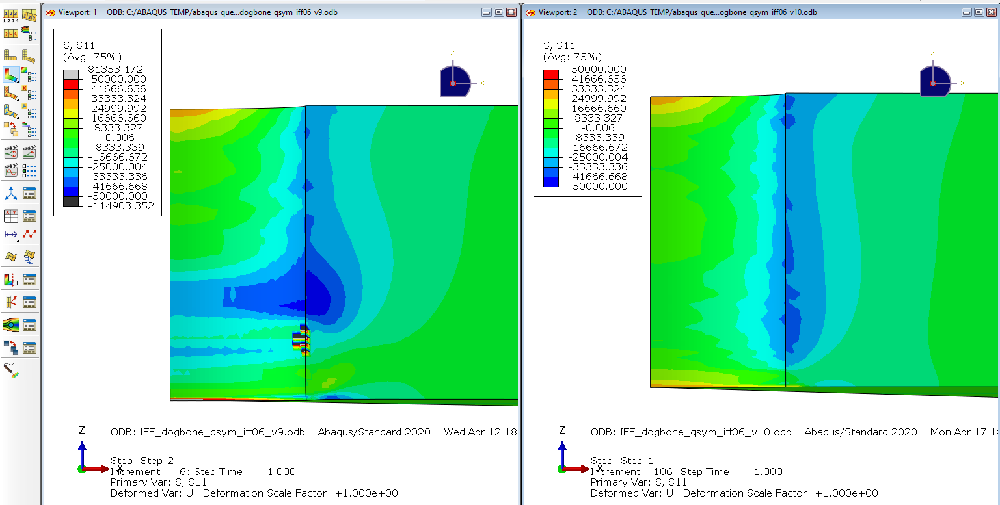 Viewport: 1 ODB: C:/ABAQUS_TEMP/abaqus_que...dogbone_qsym_iff06_v9.odb
S, S11
(Avg: 75%)
81353.172
50000.000
41666.656
33333.324
24999.992
16666.660
8333.327
-0.006
-8333.339
-16666.672
-25000.004
-33333.336
-41666.668
-50000.000
-114903.352
z
x
Z
X
ODB: IFF_dogbone_qsym_iff06_v9.odb Abaqus/Standard 2020 Wed Apr 12 18
Step: Step-2
Increment 6: Step Time = 1.000
Primary Var: S, S11
Deformed Var: U Deformation Scale Factor: +1.000e+00
Viewport: 2 ODB: C:/ABAQUS_TEMP/abaqus_que...ogbone_qsym_iff06_v10.odb
S, S11
(Avg: 75%)
50000.000
41666.656
33333.324
24999.992
16666.660
8333.327
-0.006
-8333.339
-16666.672
-25000.004
-33333.336
-41666.668
-50000.000
z
x
Z
X
ODB: IFF_dogbone_qsym_iff06_v10.odb Abaqus/Standard 2020 Mon Apr 17
Step: Step-1
Increment 106: Step Time = 1.000
Primary Var: S, S11
Deformed Var: U Deformation Scale Factor: +1.000e+00